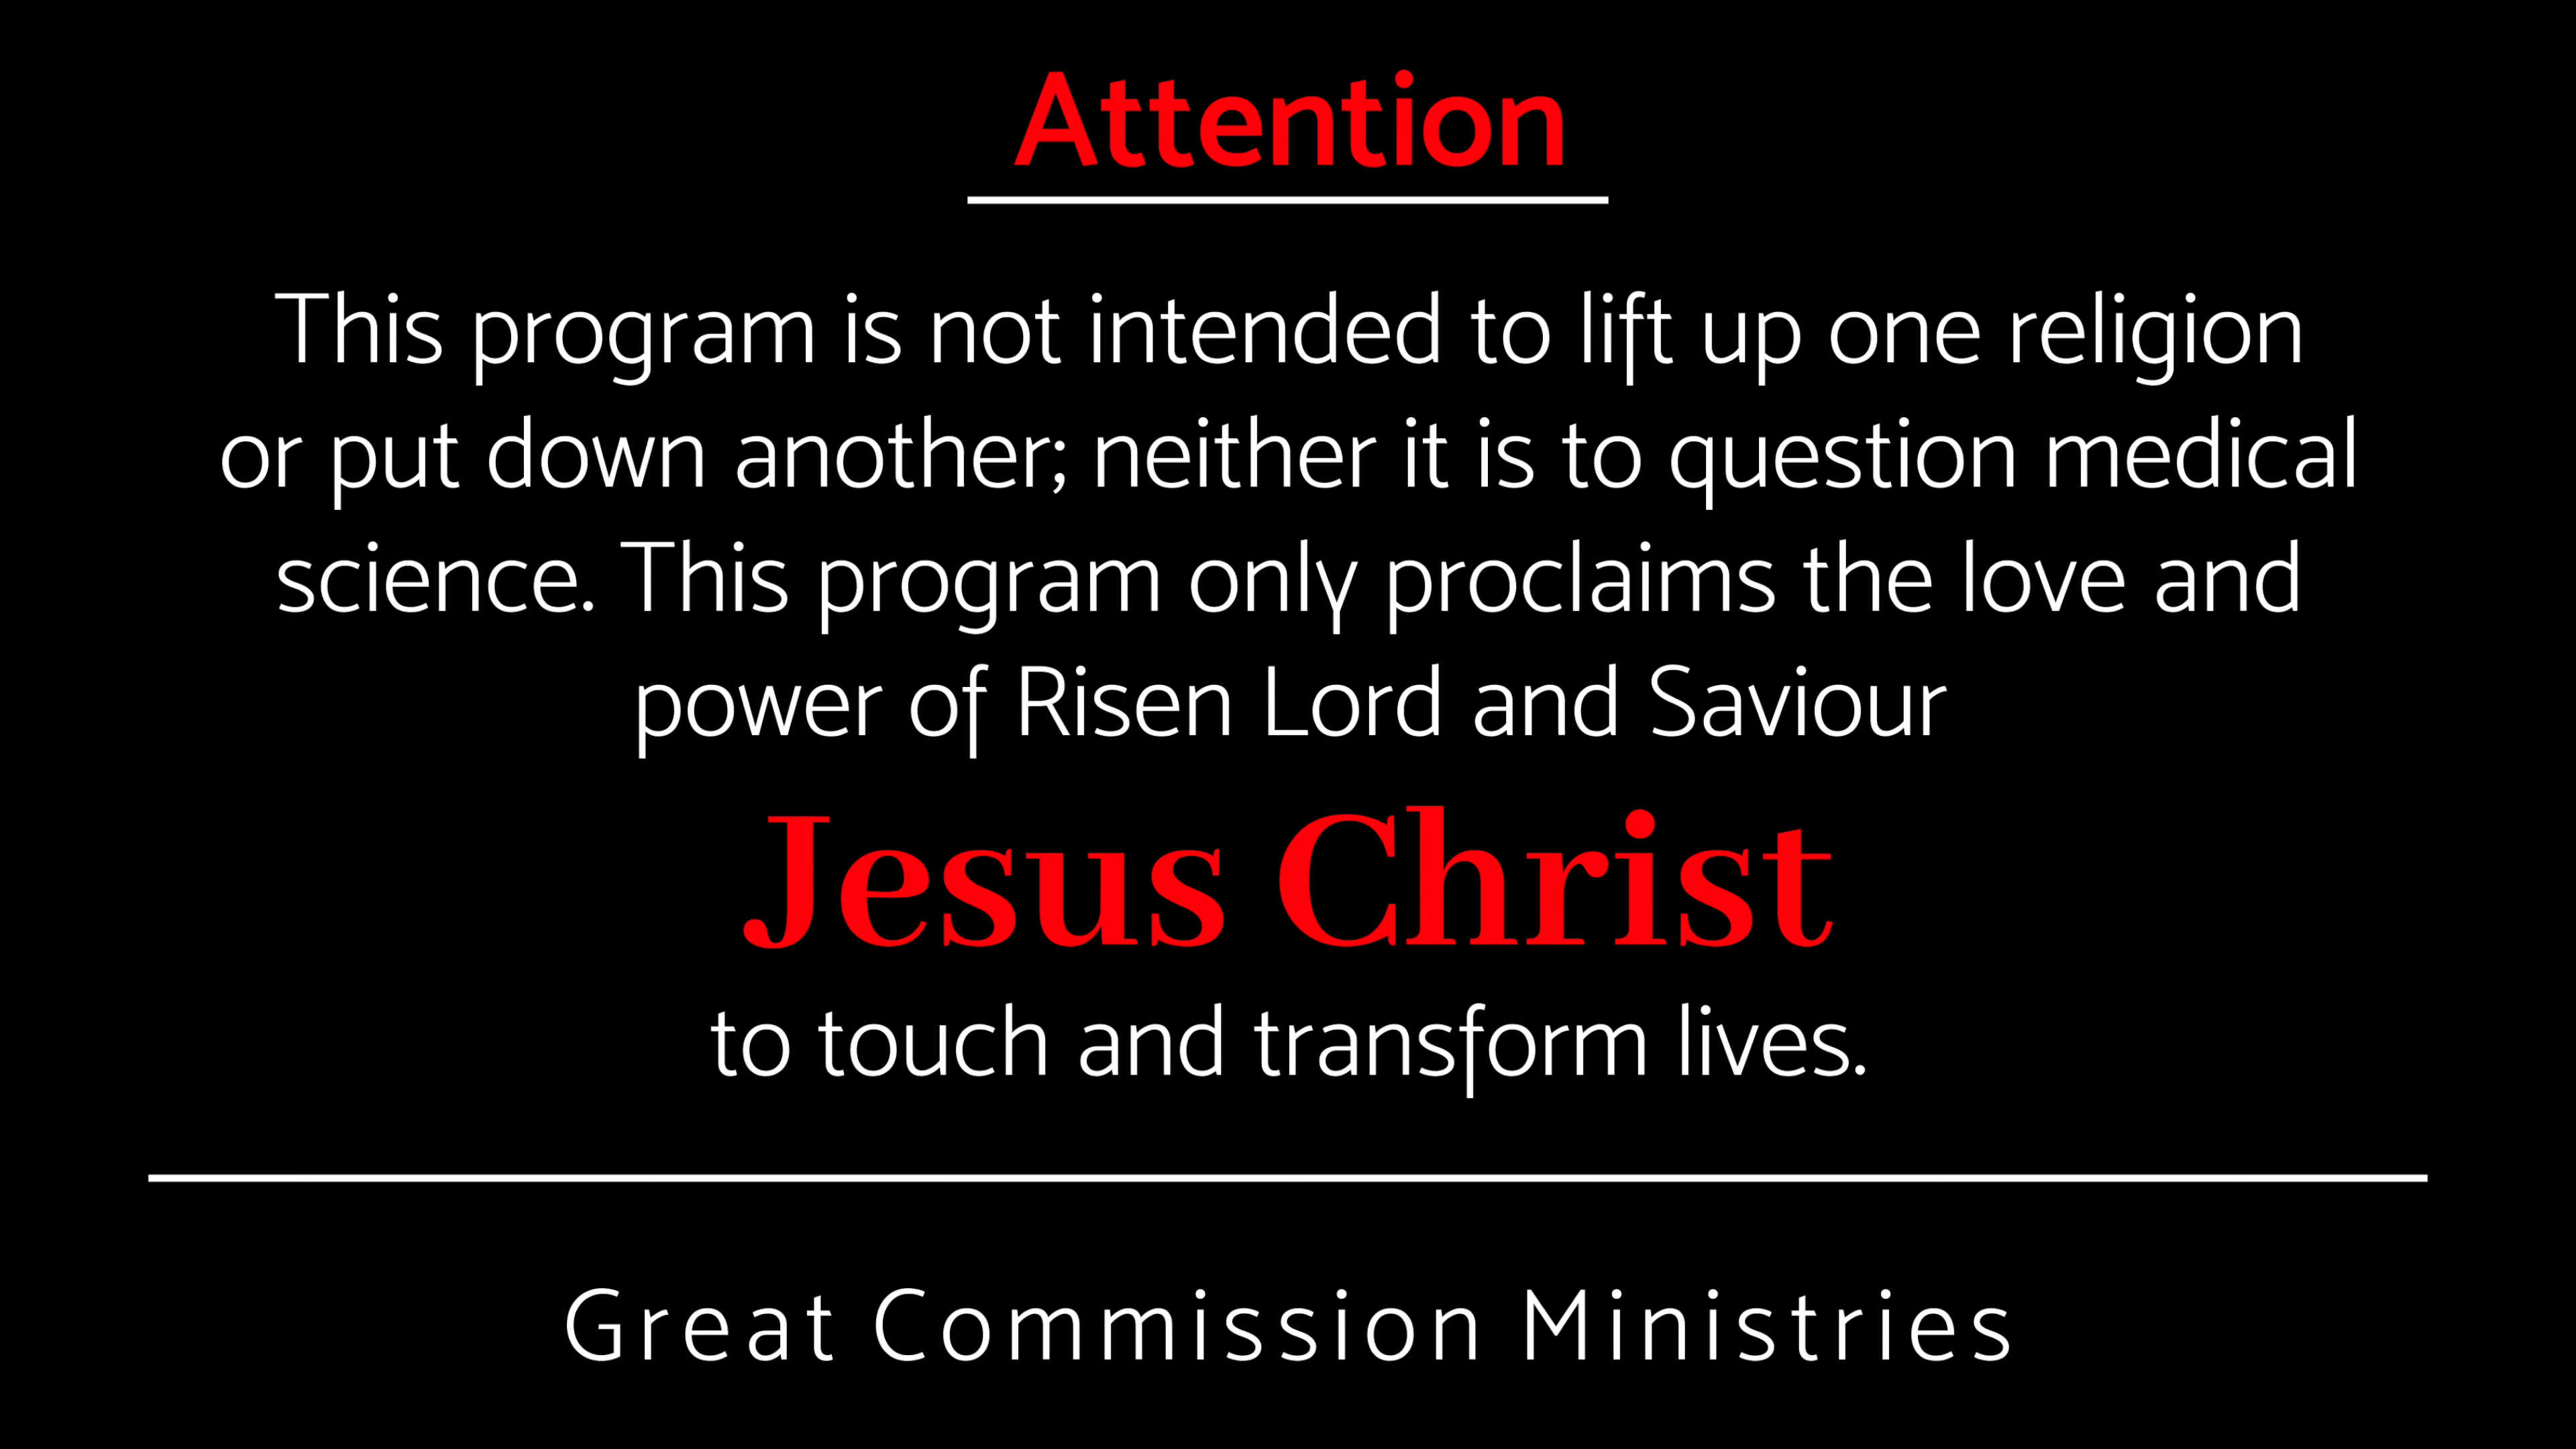 Attention
This program is not intended to lift up one religion
or put down another; neither it is to question medical
science. This program only proclaims the love and
power of Risen Lord and Saviour
Jesus Christ
to touch and transform lives.
Great Commission Ministries